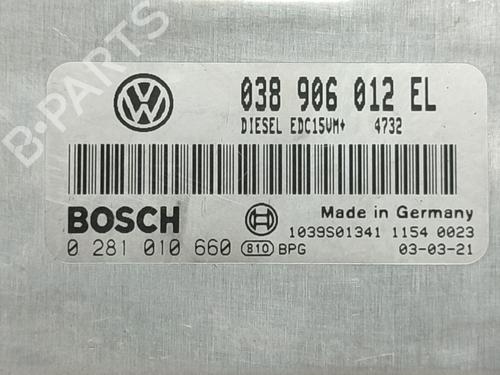 038 906 012 EL
DIESEL EDC15VM+ 4732
BOSCH
Made in Germany
1039S01341 1154 0023
0 281 010 660 810 BPG 03-03-21
B-PARTS